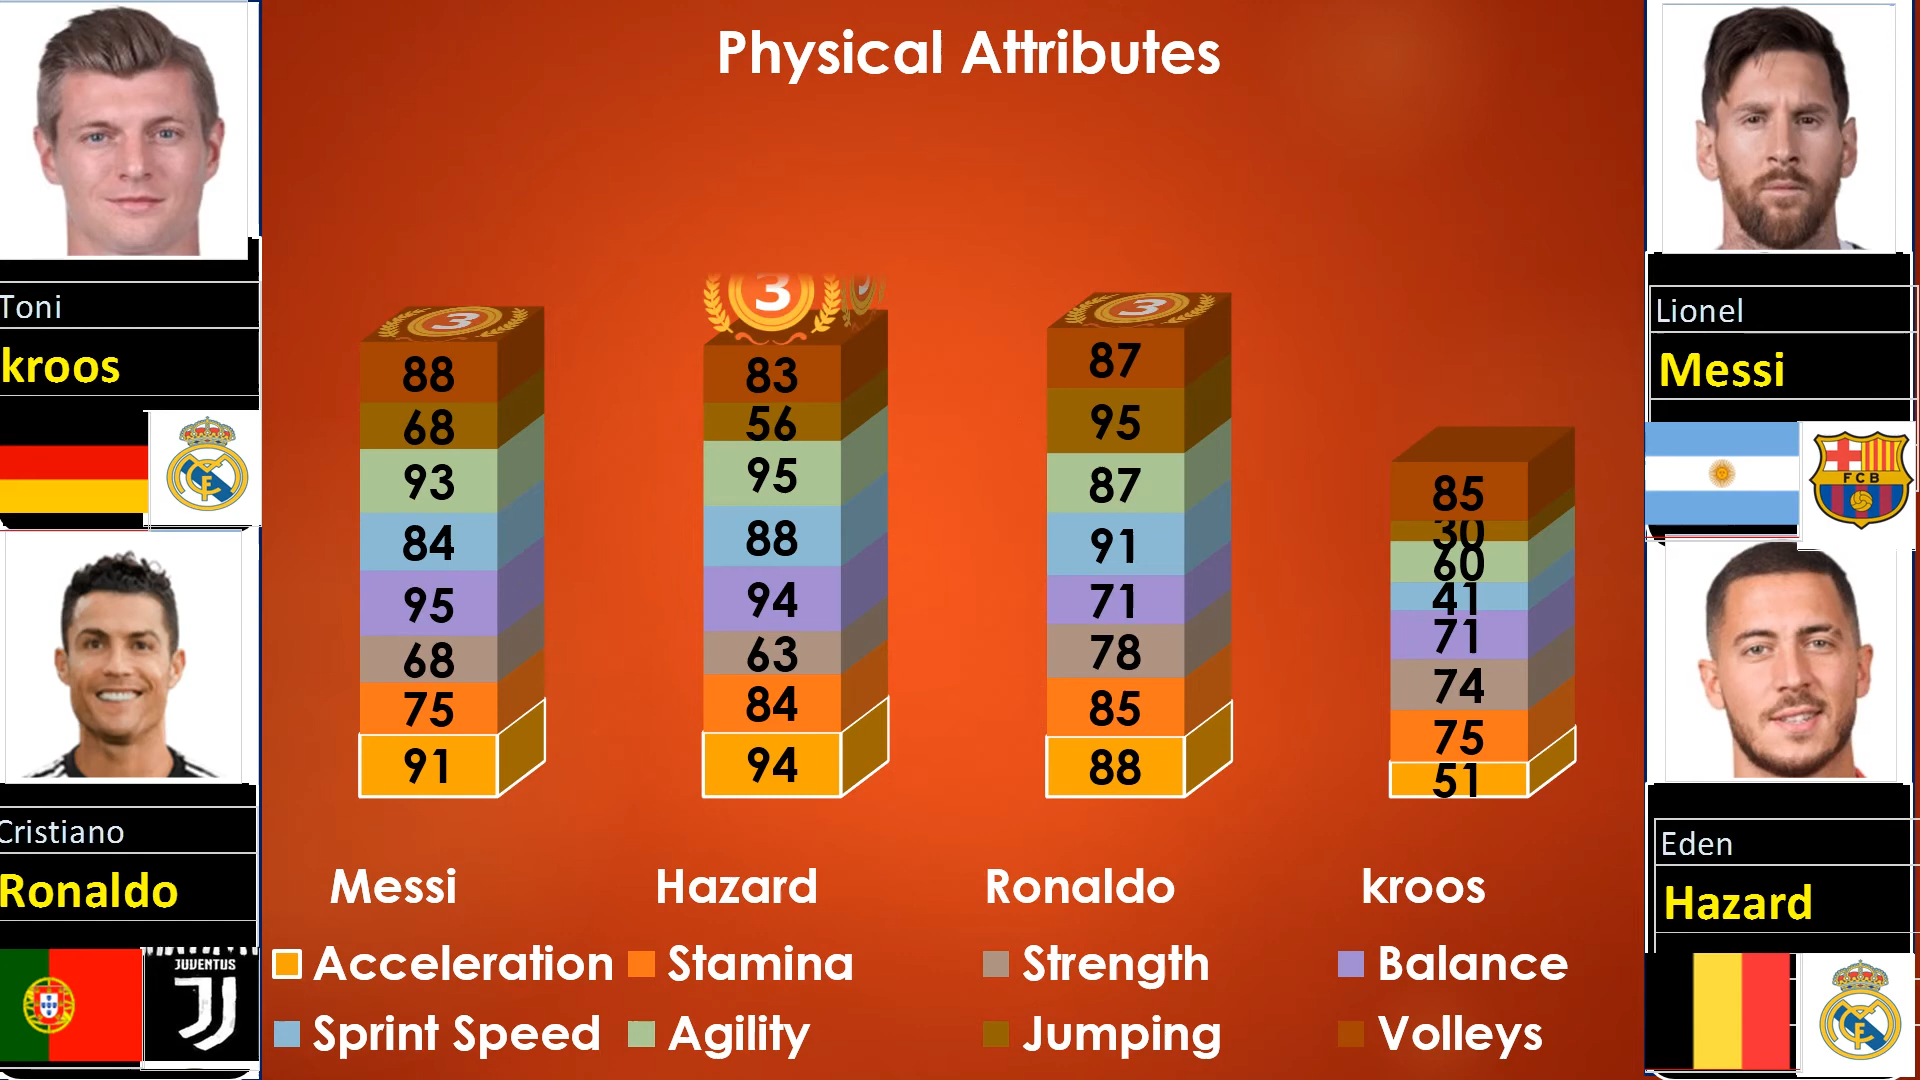 Physical Attributes
Toni
kroos
Cristiano
Ronaldo
JUVENTUS
Lionel
Messi
FCB
Eden
Hazard
3
3
3
88
68
93
84
95
68
75
91
83
56
95
88
94
63
84
94
87
95
87
91
71
78
85
88
85
30
60
41
71
74
75
51
Messi Hazard Ronaldo kroos
Acceleration Stamina Strength Balance
Sprint Speed Agility Jumping Volleys